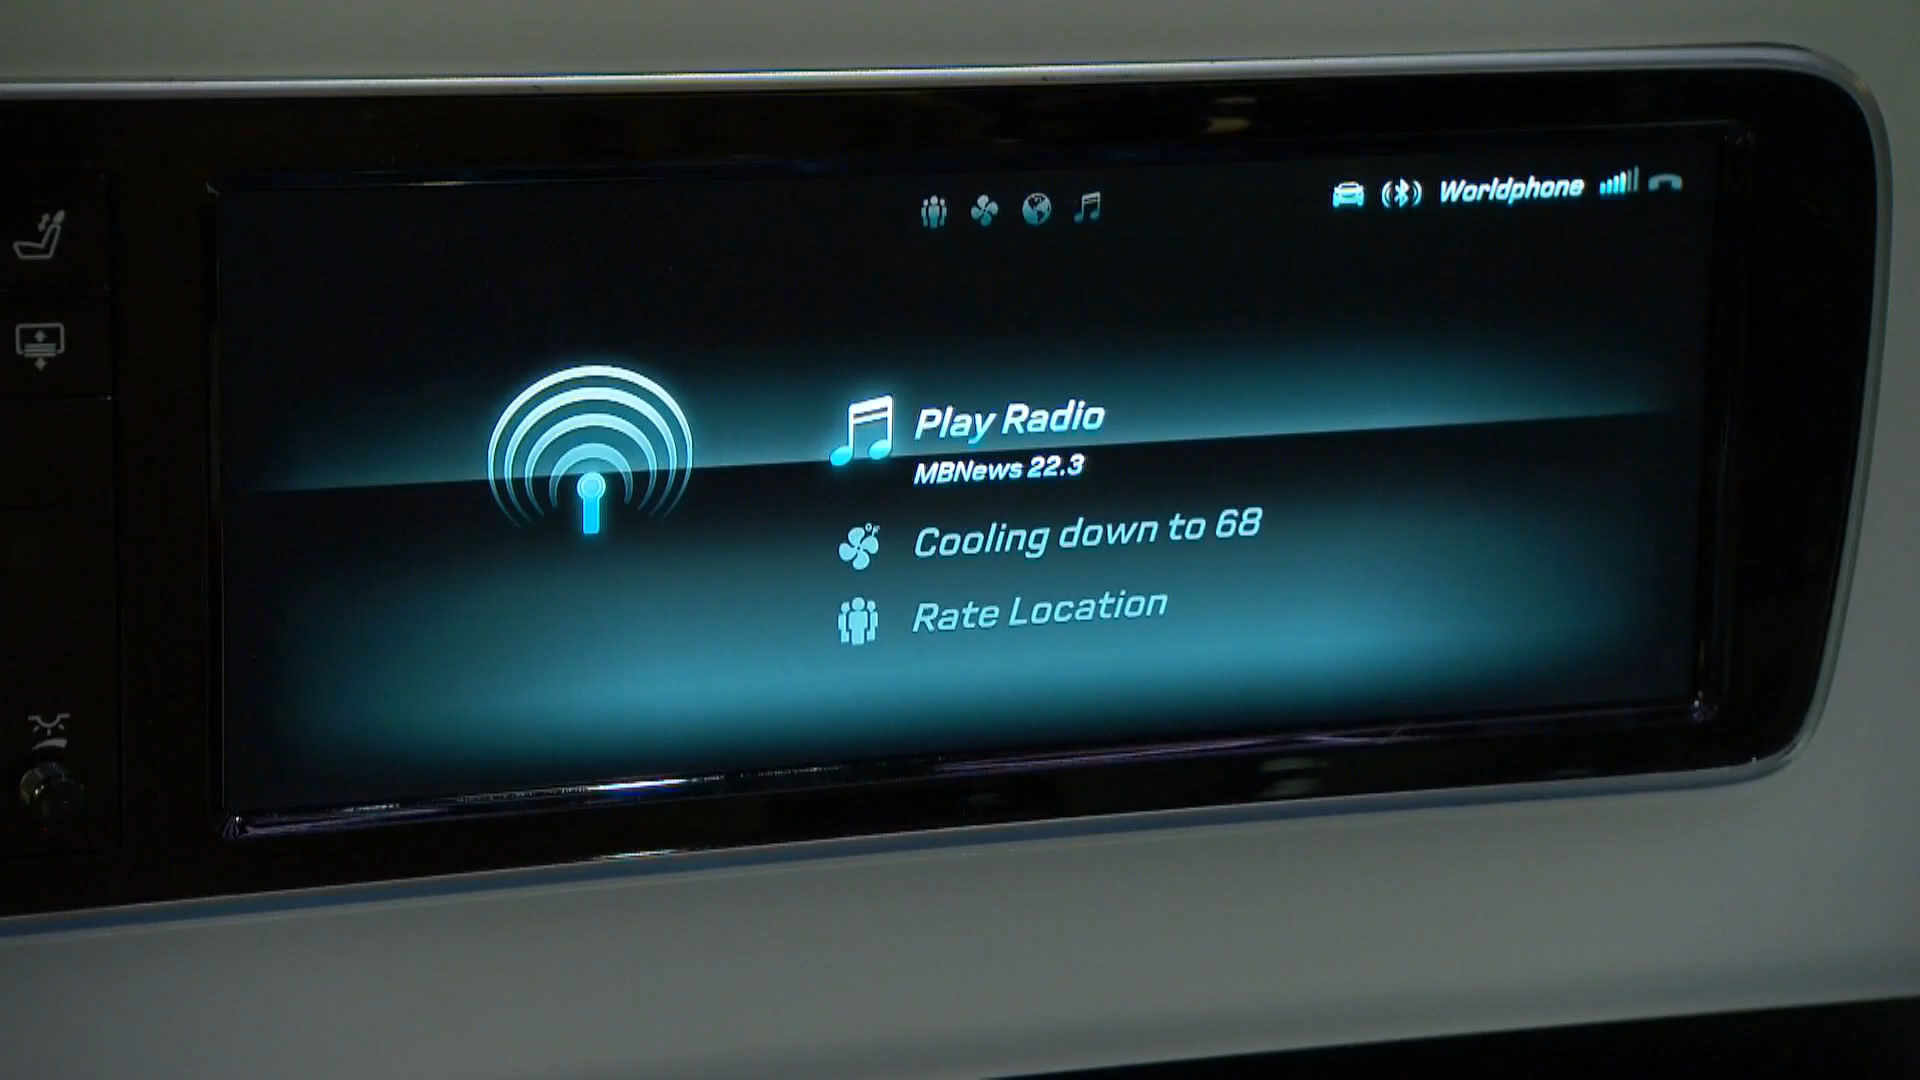 Worldphone
Play Radio
MBNews 22.3
Cooling down to 68
Rate Location